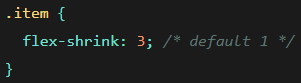 .item {
  flex-shrink: 3; /* default 1 */
}